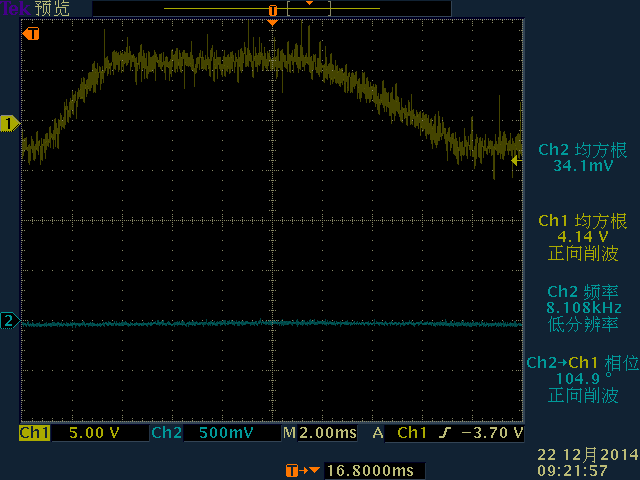 Tek 预览
T
T
1
Ch2 均方根
34.1mV
Ch1 均方根
4.14 V
正向削波
Ch2 频率
8.108kHz
低分辨率
2
Ch2→Ch1 相位
104.9 °
正向削波
Ch1 5.00 V Ch2 500mV M 2.00ms A Ch1 ƒ −3.70 V
T→▼ 16.8000ms
22 12月 2014
09:21:57